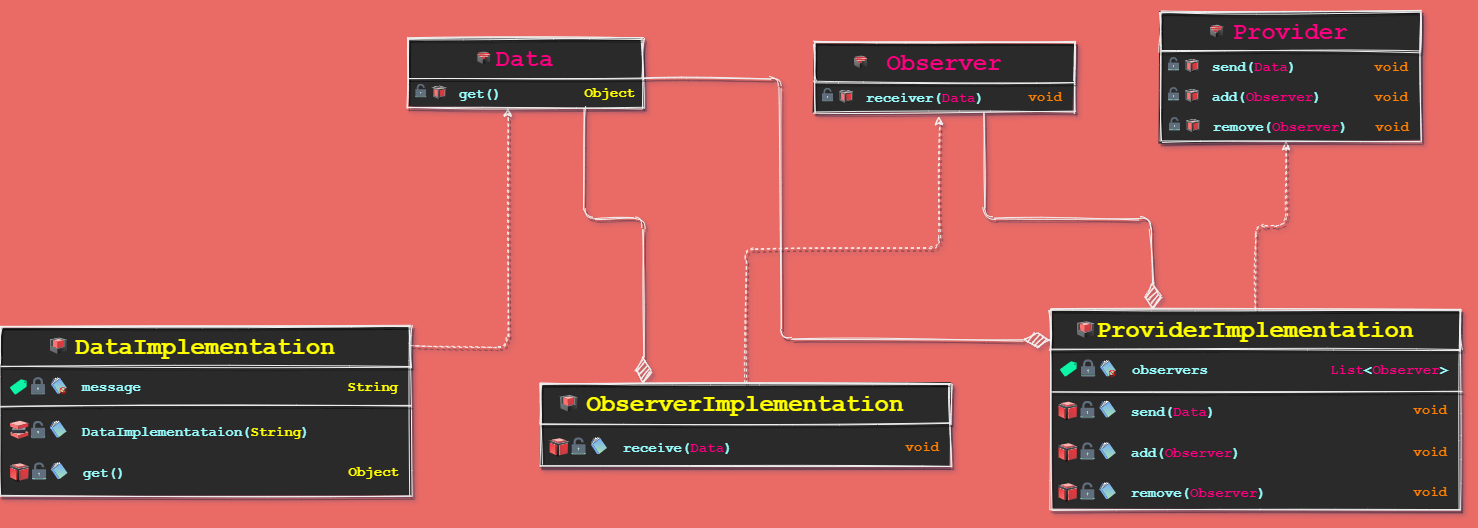 Data
get() Object
Observer
receiver(Data) void
Provider
send(Data) void
add(Observer) void
remove(Observer) void
DataImplementation
message String
DataImplementataion(String)
get() Object
ObserverImplementation
receive(Data) void
ProviderImplementation
observers List<Observer>
send(Data) void
add(Observer) void
remove(Observer) void